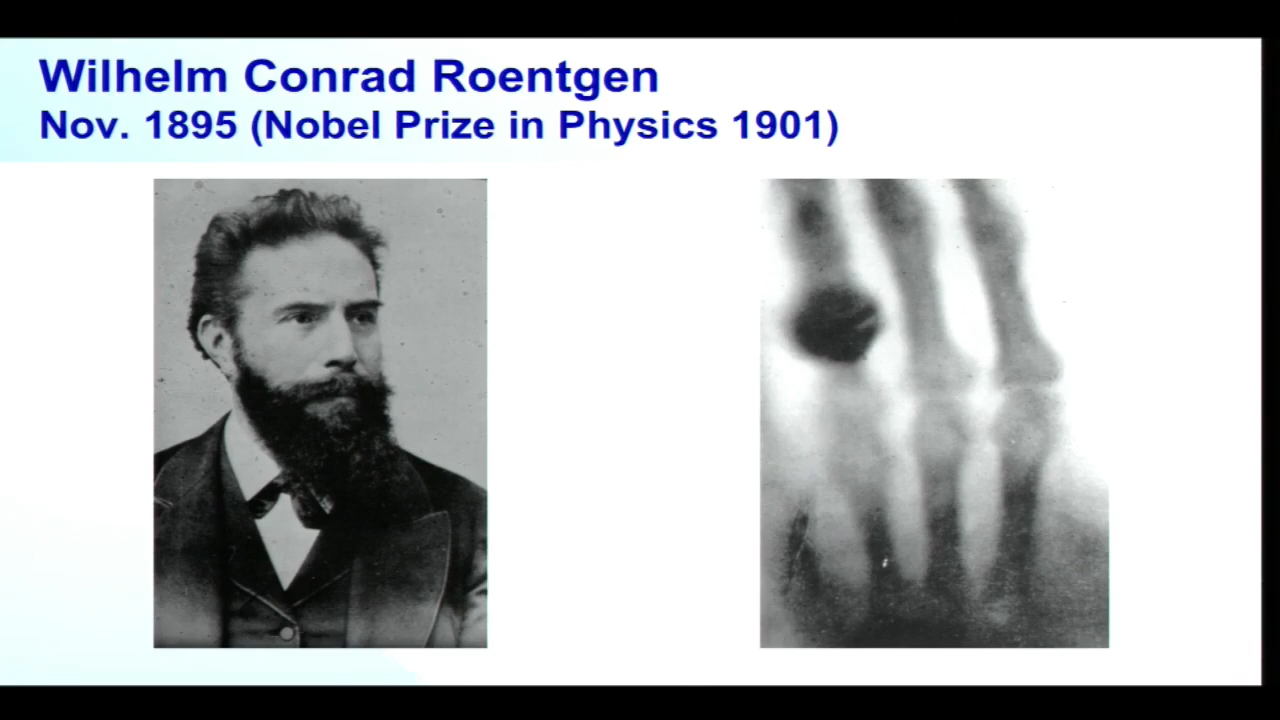 Wilhelm Conrad Roentgen
Nov. 1895 (Nobel Prize in Physics 1901)